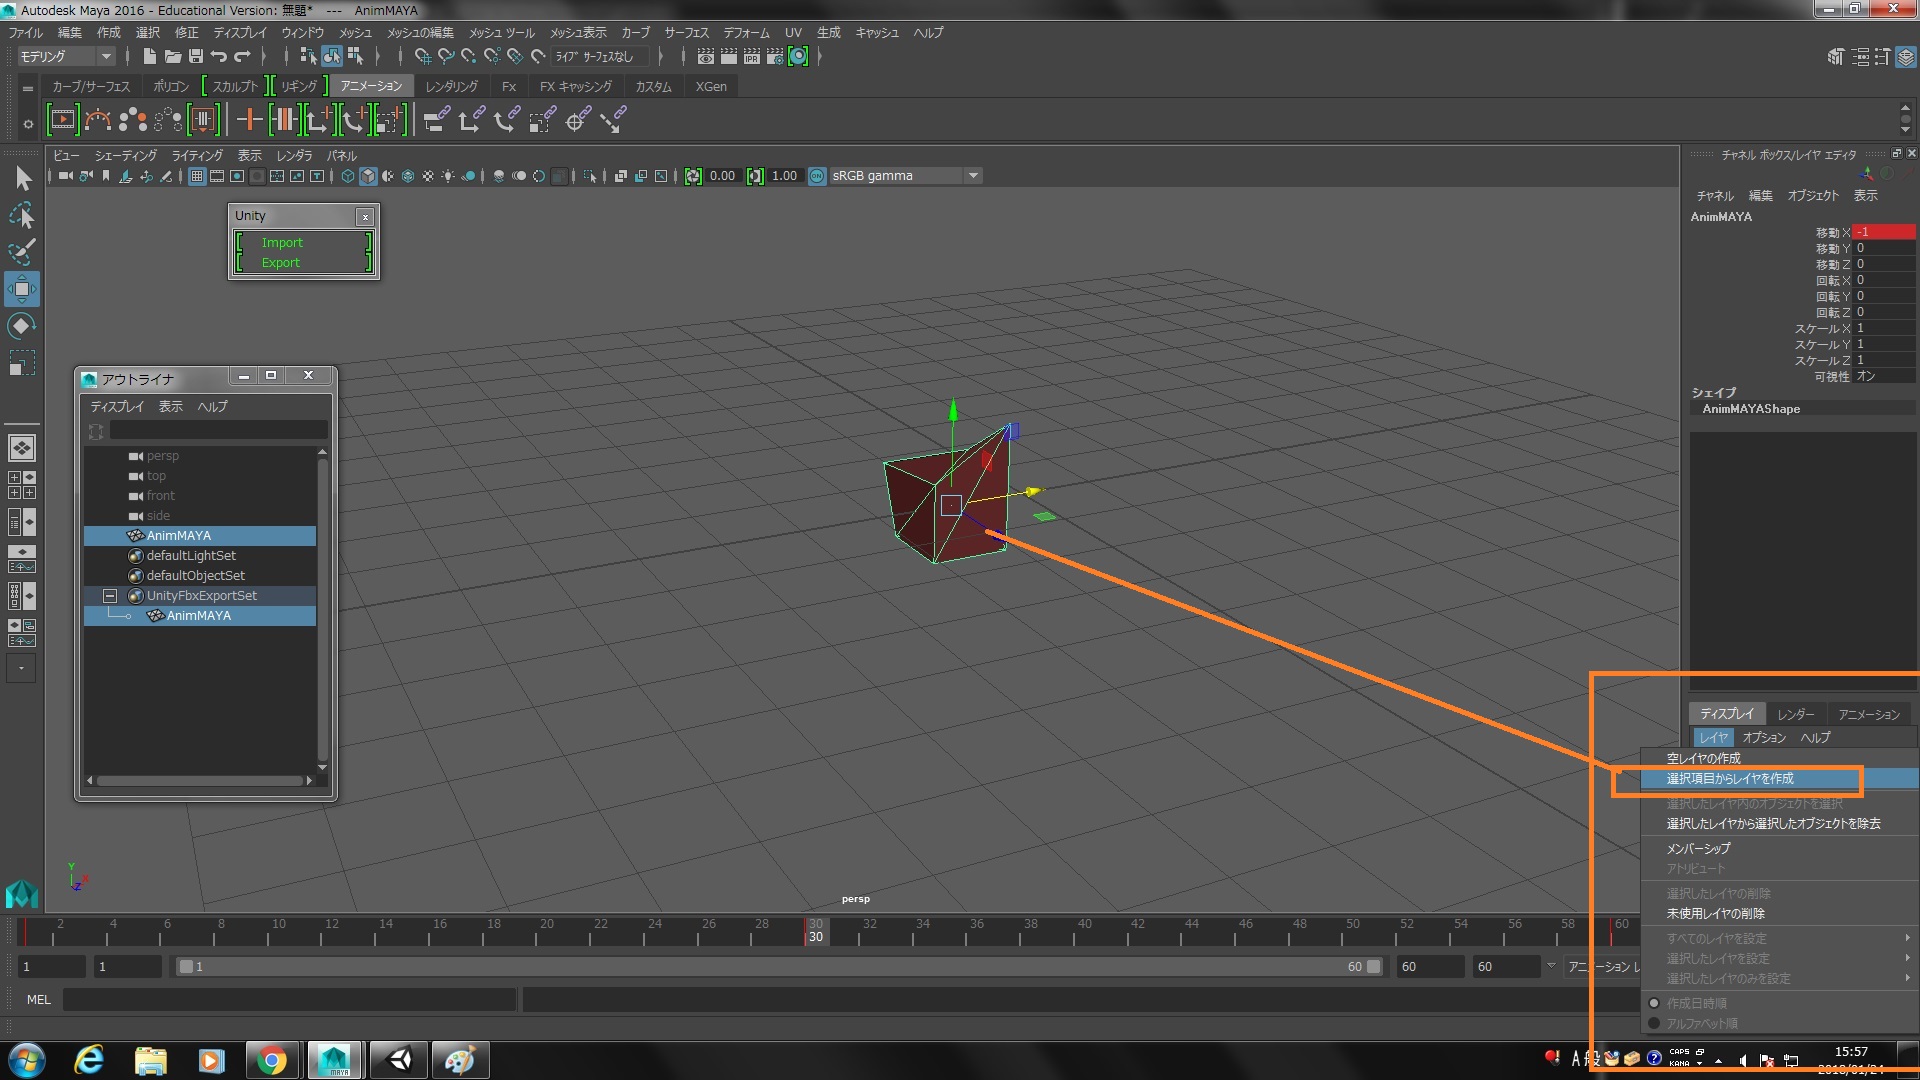 Autodesk Maya 2016 - Educational Version: 無題* --- AnimMAYA
ファイル 編集 作成 選択 修正 ディスプレイ ウィンドウ メッシュ メッシュの編集 メッシュ ツール メッシュ表示 カーブ サーフェス デフォーム UV 生成 キャッシュ ヘルプ
モデリング ライブ サーフェスなし
カーブ/サーフェス ポリゴン スカルプト リギング アニメーション レンダリング Fx FX キャッシング カスタム XGen
ビュー シェーディング ライティング 表示 レンダラ パネル
0.00 1.00 sRGB gamma
Unity
Import
Export
アウトライナ
ディスプレイ 表示 ヘルプ
persp
top
front
side
AnimMAYA
defaultLightSet
defaultObjectSet
UnityFbxExportSet
AnimMAYA
persp
チャネル ボックス/レイヤ エディタ
チャネル 編集 オブジェクト 表示
AnimMAYA
移動 X -1
移動 Y 0
移動 Z 0
回転 X 0
回転 Y 0
回転 Z 0
スケール X 1
スケール Y 1
スケール Z 1
可視性 オン
シェイプ
AnimMAYAShape
ディスプレイ レンダー アニメーション
レイヤ オプション ヘルプ
空レイヤの作成
選択項目からレイヤを作成
選択したレイヤ内のオブジェクトを選択
選択したレイヤから選択したオブジェクトを除去
メンバーシップ
アトリビュート
選択したレイヤの削除
未使用レイヤの削除
すべてのレイヤを設定
選択したレイヤを設定
選択したレイヤのみを設定
作成日時順
アルファベット順
2 4 6 8 10 12 14 16 18 20 22 24 26 28 30 32 34 36 38 40 42 44 46 48 50 52 54 56 58 60
30
1 1 1 60 60 60 アニメーション レ
MEL
MAYA
A 般 CAPS KANA
15:57
2018/01/24